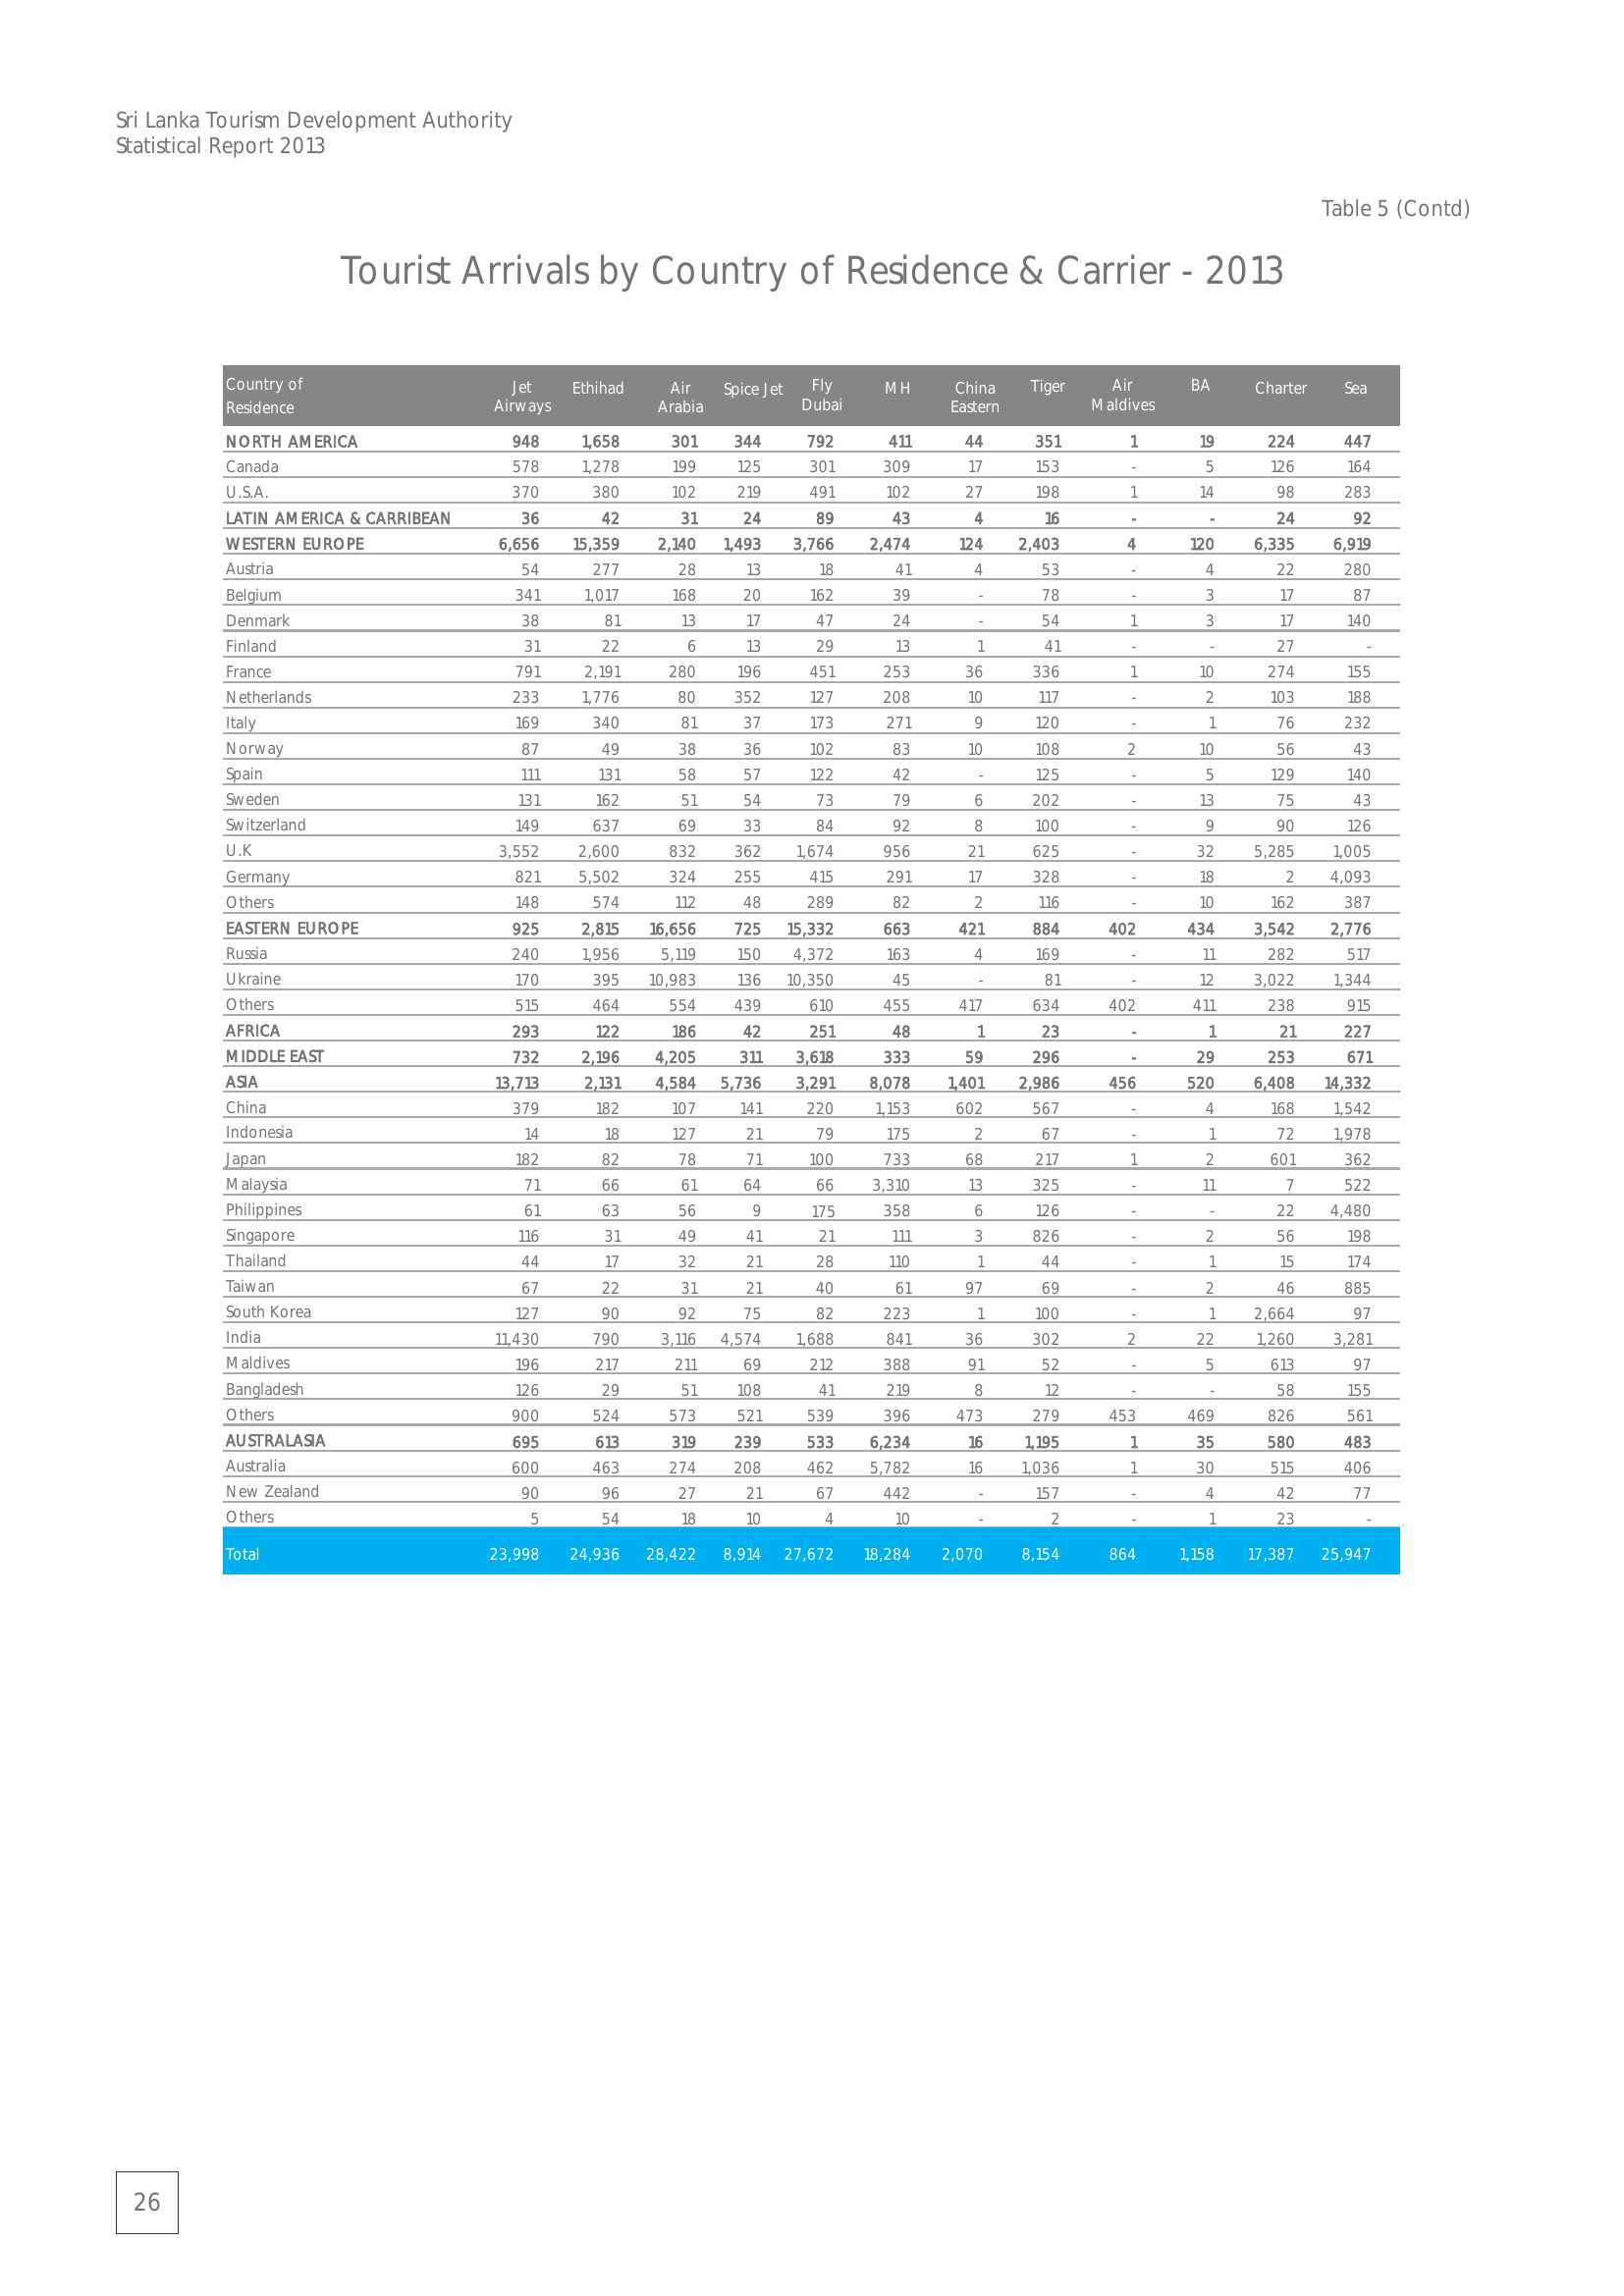 Sri Lanka Tourism Development Authority
Statistical Report 2013
Table 5 (Contd)
Tourist Arrivals by Country of Residence & Carrier - 2013
Country of Residence Jet Airways Ethihad Air Arabia Spice Jet Fly Dubai MH China Eastern Tiger Air Maldives BA Charter Sea
NORTH AMERICA 948 1,658 301 344 792 411 44 351 1 19 224 447
Canada 578 1,278 199 125 301 309 17 153 - 5 126 164
U.S.A. 370 380 102 219 491 102 27 198 1 14 98 283
LATIN AMERICA & CARRIBEAN 36 42 31 24 89 43 4 16 - - 24 92
WESTERN EUROPE 6,656 15,359 2,140 1,493 3,766 2,474 124 2,403 4 120 6,335 6,919
Austria 54 277 28 13 18 41 4 53 - 4 22 280
Belgium 341 1,017 168 20 162 39 - 78 - 3 17 87
Denmark 38 81 13 17 47 24 - 54 1 3 17 140
Finland 31 22 6 13 29 13 1 41 - - 27 -
France 791 2,191 280 196 451 253 36 336 1 10 274 155
Netherlands 233 1,776 80 352 127 208 10 117 - 2 103 188
Italy 169 340 81 37 173 271 9 120 - 1 76 232
Norway 87 49 38 36 102 83 10 108 2 10 56 43
Spain 111 131 58 57 122 42 - 125 - 5 129 140
Sweden 131 162 51 54 73 79 6 202 - 13 75 43
Switzerland 149 637 69 33 84 92 8 100 - 9 90 126
U.K 3,552 2,600 832 362 1,674 956 21 625 - 32 5,285 1,005
Germany 821 5,502 324 255 415 291 17 328 - 18 2 4,093
Others 148 574 112 48 289 82 2 116 - 10 162 387
EASTERN EUROPE 925 2,815 16,656 725 15,332 663 421 884 402 434 3,542 2,776
Russia 240 1,956 5,119 150 4,372 163 4 169 - 11 282 517
Ukraine 170 395 10,983 136 10,350 45 - 81 - 12 3,022 1,344
Others 515 464 554 439 610 455 417 634 402 411 238 915
AFRICA 293 122 186 42 251 48 1 23 - 1 21 227
MIDDLE EAST 732 2,196 4,205 311 3,618 333 59 296 - 29 253 671
ASIA 13,713 2,131 4,584 5,736 3,291 8,078 1,401 2,986 456 520 6,408 14,332
China 379 182 107 141 220 1,153 602 567 - 4 168 1,542
Indonesia 14 18 127 21 79 175 2 67 - 1 72 1,978
Japan 182 82 78 71 100 733 68 217 1 2 601 362
Malaysia 71 66 61 64 66 3,310 13 325 - 11 7 522
Philippines 61 63 56 9 175 358 6 126 - - 22 4,480
Singapore 116 31 49 41 21 111 3 826 - 2 56 198
Thailand 44 17 32 21 28 110 1 44 - 1 15 174
Taiwan 67 22 31 21 40 61 97 69 - 2 46 885
South Korea 127 90 92 75 82 223 1 100 - 1 2,664 97
India 11,430 790 3,116 4,574 1,688 841 36 302 2 22 1,260 3,281
Maldives 196 217 211 69 212 388 91 52 - 5 613 97
Bangladesh 126 29 51 108 41 219 8 12 - - 58 155
Others 900 524 573 521 539 396 473 279 453 469 826 561
AUSTRALASIA 695 613 319 239 533 6,234 16 1,195 1 35 580 483
Australia 600 463 274 208 462 5,782 16 1,036 1 30 515 406
New Zealand 90 96 27 21 67 442 - 157 - 4 42 77
Others 5 54 18 10 4 10 - 2 - 1 23 -
Total 23,998 24,936 28,422 8,914 27,672 18,284 2,070 8,154 864 1,158 17,387 25,947
26